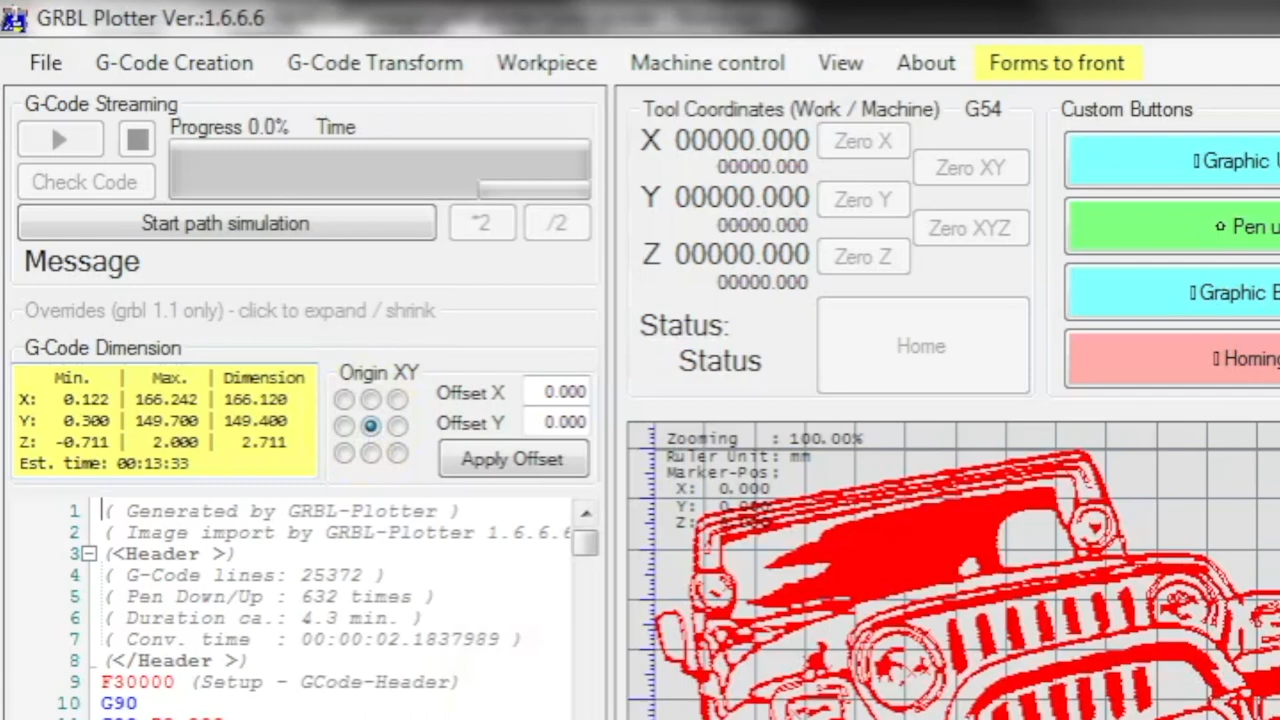 GRBL Plotter Ver.:1.6.6.6
File G-Code Creation G-Code Transform Workpiece Machine control View About Forms to front
G-Code Streaming
Progress 0.0% Time
Check Code
Start path simulation *2 /2
Message
Overrides (grbl 1.1 only) - click to expand / shrink
G-Code Dimension
Min. | Max. | Dimension
X: 0.122 | 166.242 | 166.120
Y: 0.300 | 149.700 | 149.400
Z: -0.711 | 2.000 | 2.711
Est. time: 00:13:33
Origin XY
Offset X 0.000
Offset Y 0.000
Apply Offset
1 ( Generated by GRBL-Plotter )
2 ( Image import by GRBL-Plotter 1.6.6.6
3 (<Header >)
4 ( G-Code lines: 25372 )
5 ( Pen Down/Up : 632 times )
6 ( Duration ca.: 4.3 min. )
7 ( Conv. time : 00:00:02.1837989 )
8 (</Header >)
9 F30000 (Setup - GCode-Header)
10 G90
Tool Coordinates (Work / Machine) G54
X 00000.000 Zero X
00000.000 Zero XY
Y 00000.000 Zero Y
00000.000 Zero XYZ
Z 00000.000 Zero Z
00000.000
Status:
Status
Home
Custom Buttons
Graphic
Pen u
Graphic
Homing
Zooming : 100.00%
Ruler Unit: mm
Marker-Pos:
X: 0.000
Y:
Z: